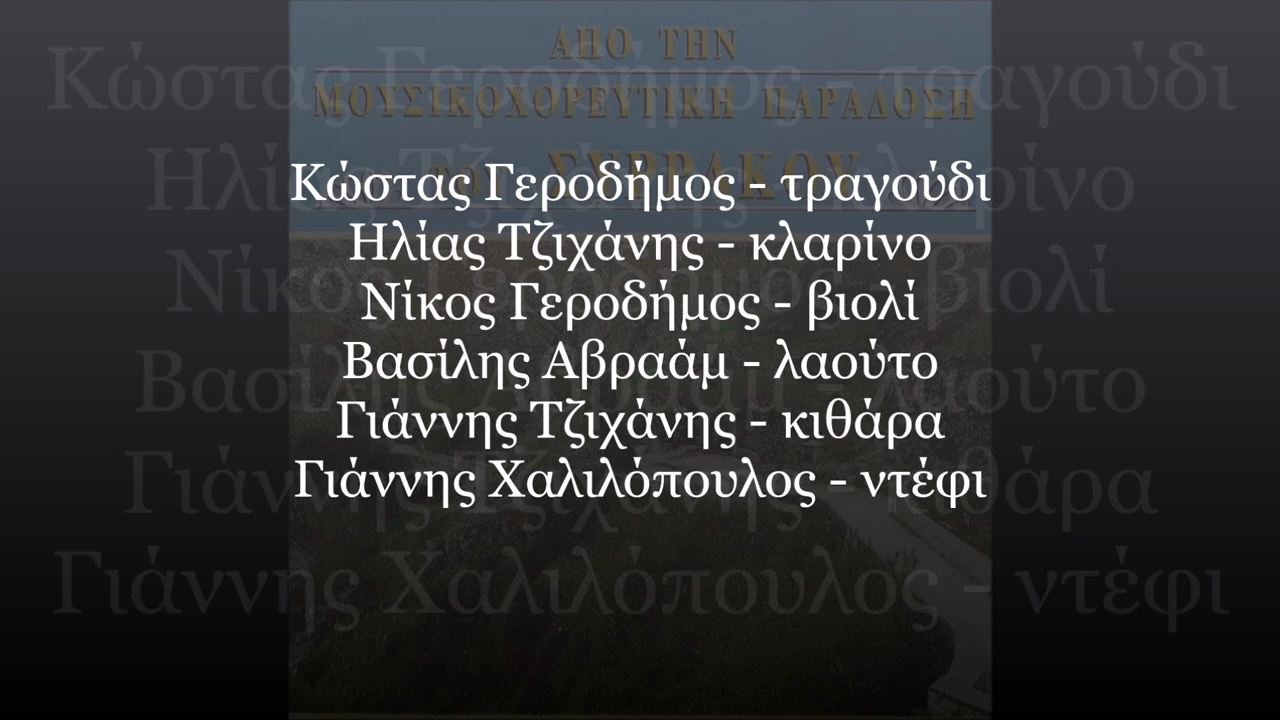 ΑΠΟ ΤΗΝ
ΜΟΥΣΙΚΟΧΟΡΕΥΤΙΚΗ ΠΑΡΑΔΟΣΗ
ΣΥΡΡΑΚΟΥ
Κώστας Γεροδήμος - τραγούδι
Ηλίας Τζιχάνης - κλαρίνο
Νίκος Γεροδήμος - βιολί
Βασίλης Αβραάμ - λαούτο
Γιάννης Τζιχάνης - κιθάρα
Γιάννης Χαλιλόπουλος - ντέφι